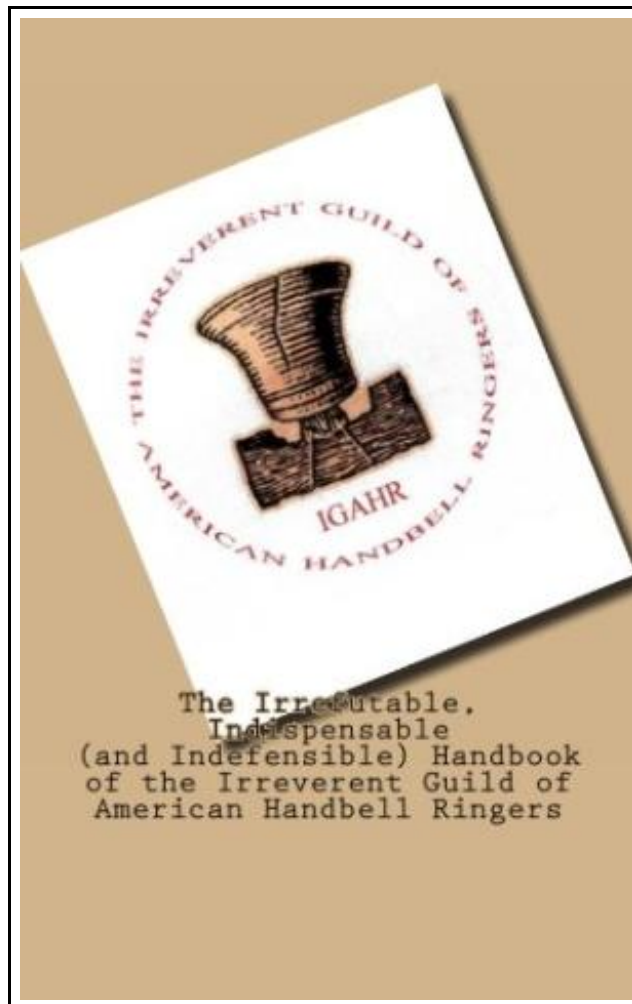 THE IRREVERENT GUILD OF
AMERICAN HANDBELL RINGERS
IGAHR
The Irrefutable,
Indispensable
(and Indefensible) Handbook
of the Irreverent Guild of
American Handbell Ringers